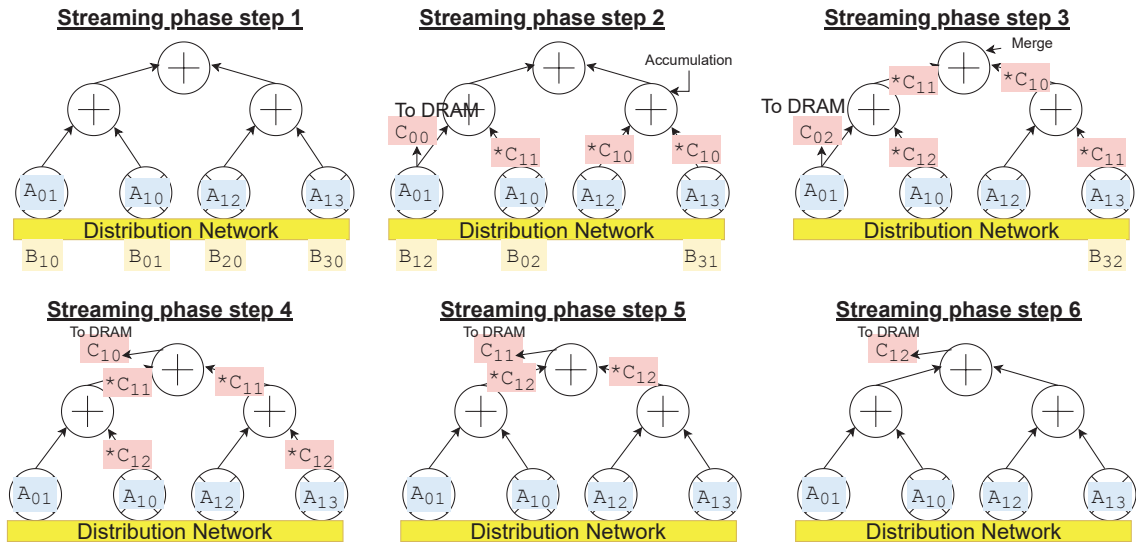 Streaming phase step 1
A01 A10 A12 A13
Distribution Network
B10 B01 B20 B30
Streaming phase step 2
Accumulation
To DRAM
C00 *C11 *C10 *C10
A01 A10 A12 A13
Distribution Network
B12 B02 B31
Streaming phase step 3
Merge
*C11 *C10
To DRAM
C02 *C12 *C11
A01 A10 A12 A13
Distribution Network
B32
Streaming phase step 4
To DRAM
C10
*C11 *C11
*C12 *C12
A01 A10 A12 A13
Distribution Network
Streaming phase step 5
To DRAM
C11
*C12 *C12
A01 A10 A12 A13
Distribution Network
Streaming phase step 6
To DRAM
C12
A01 A10 A12 A13
Distribution Network